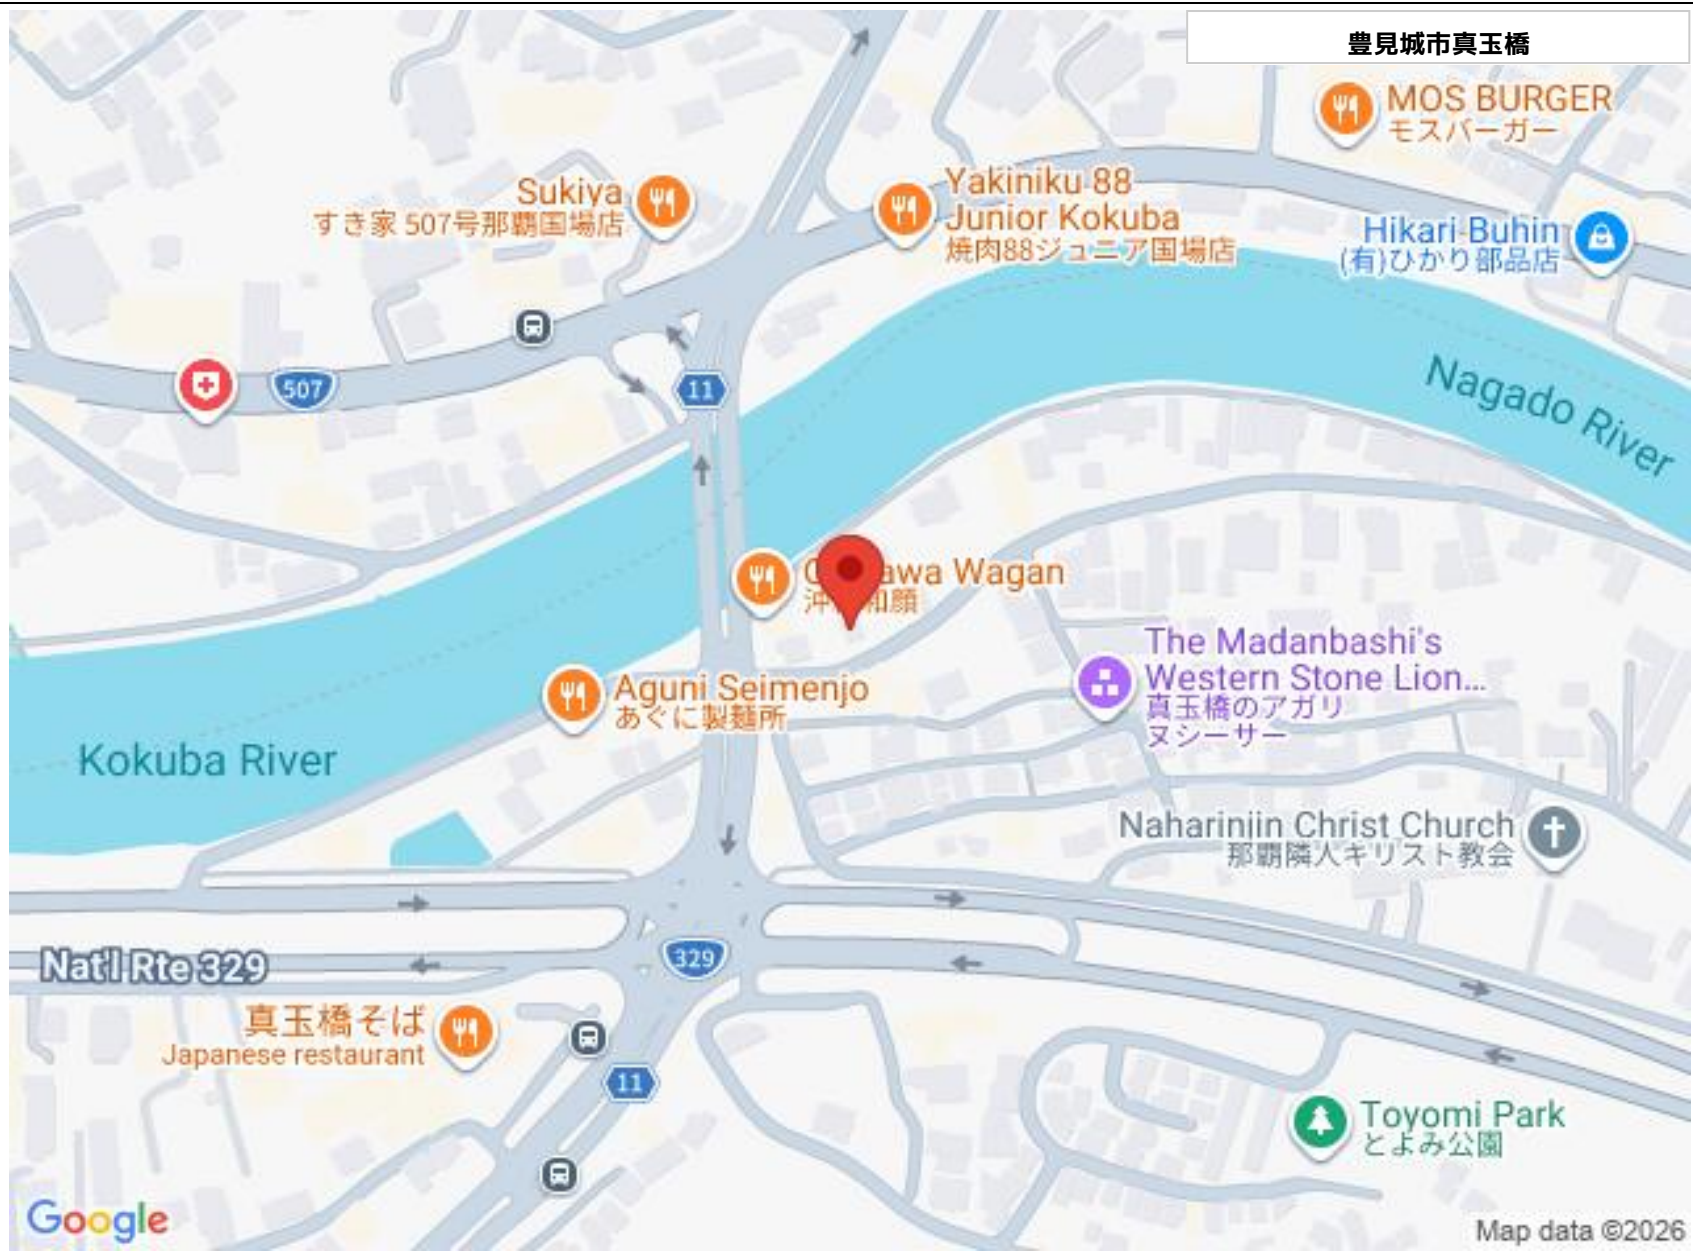 豊見城市真玉橋
MOS BURGER
モスバーガー
Sukiya
すき家 507号那覇国場店
Yakiniku 88
Junior Kokuba
焼肉88ジュニア国場店
Hikari Buhin
(有)ひかり部品店
507
11
Nagado River
awa Wagan
和顔
The Madanbashi's
Western Stone Lion...
真玉橋のアガリ
ヌシーサー
Aguni Seimenjo
あぐに製麺所
Kokuba River
Naharinjin Christ Church
那覇隣人キリスト教会
Nat'l Rte 329
329
真玉橋そば
Japanese restaurant
11
Toyomi Park
とよみ公園
Google
Map data ©2026